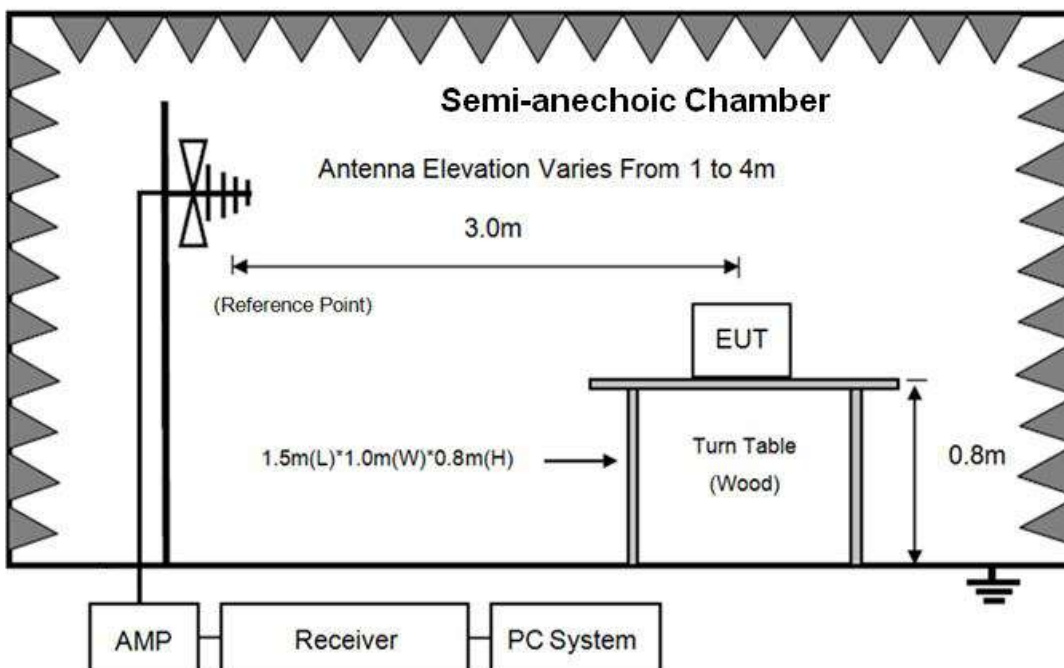 Semi-anechoic Chamber
Antenna Elevation Varies From 1 to 4m
3.0m
(Reference Point)
EUT
1.5m(L)*1.0m(W)*0.8m(H)
Turn Table
(Wood)
0.8m
AMP
Receiver
PC System